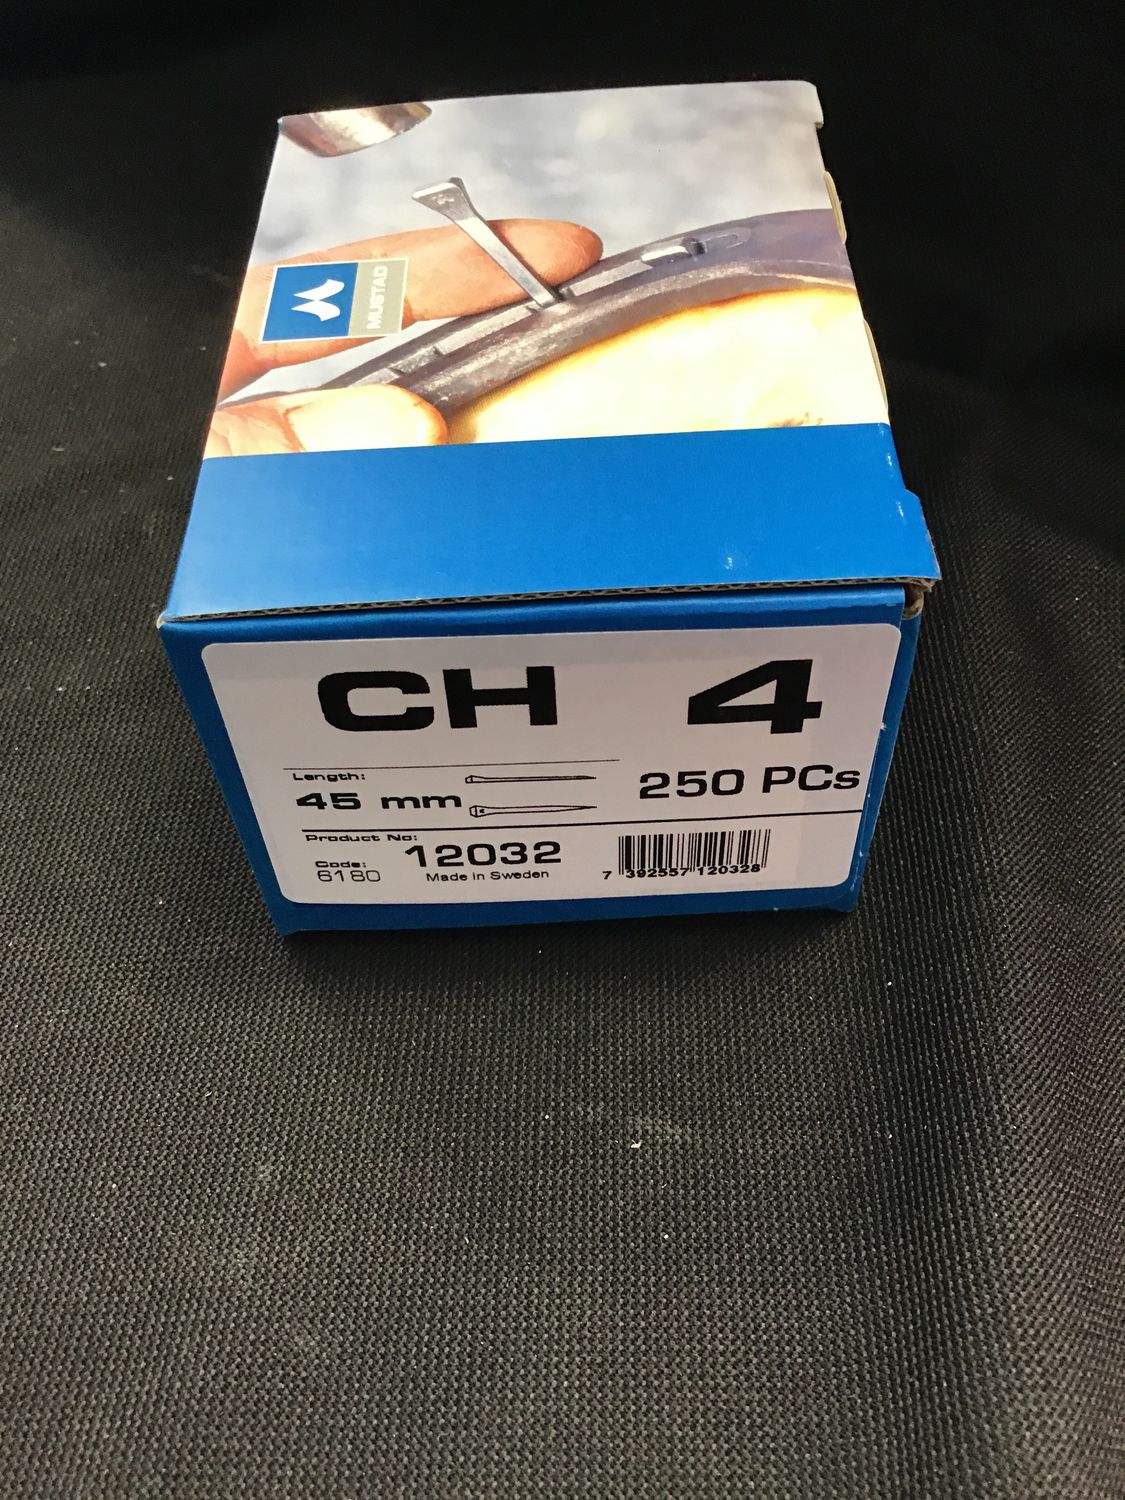 MUSTAD
CH 4
Length:
45 mm
250 PCs
Product No:
12032
Code:
6180
Made in Sweden
7 392557 120328